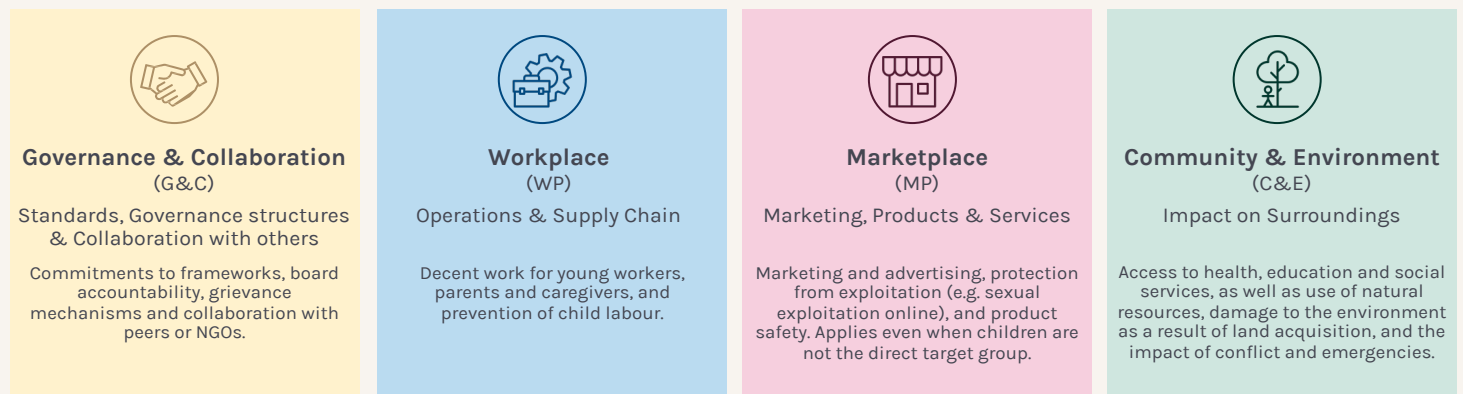 Governance & Collaboration
(G&C)
Standards, Governance structures
& Collaboration with others
Commitments to frameworks, board
accountability, grievance
mechanisms and collaboration with
peers or NGOs.
Workplace
(WP)
Operations & Supply Chain
Decent work for young workers,
parents and caregivers, and
prevention of child labour.
Marketplace
(MP)
Marketing, Products & Services
Marketing and advertising, protection
from exploitation (e.g. sexual
exploitation online), and product
safety. Applies even when children are
not the direct target group.
Community & Environment
(C&E)
Impact on Surroundings
Access to health, education and social
services, as well as use of natural
resources, damage to the environment
as a result of land acquisition, and the
impact of conflict and emergencies.